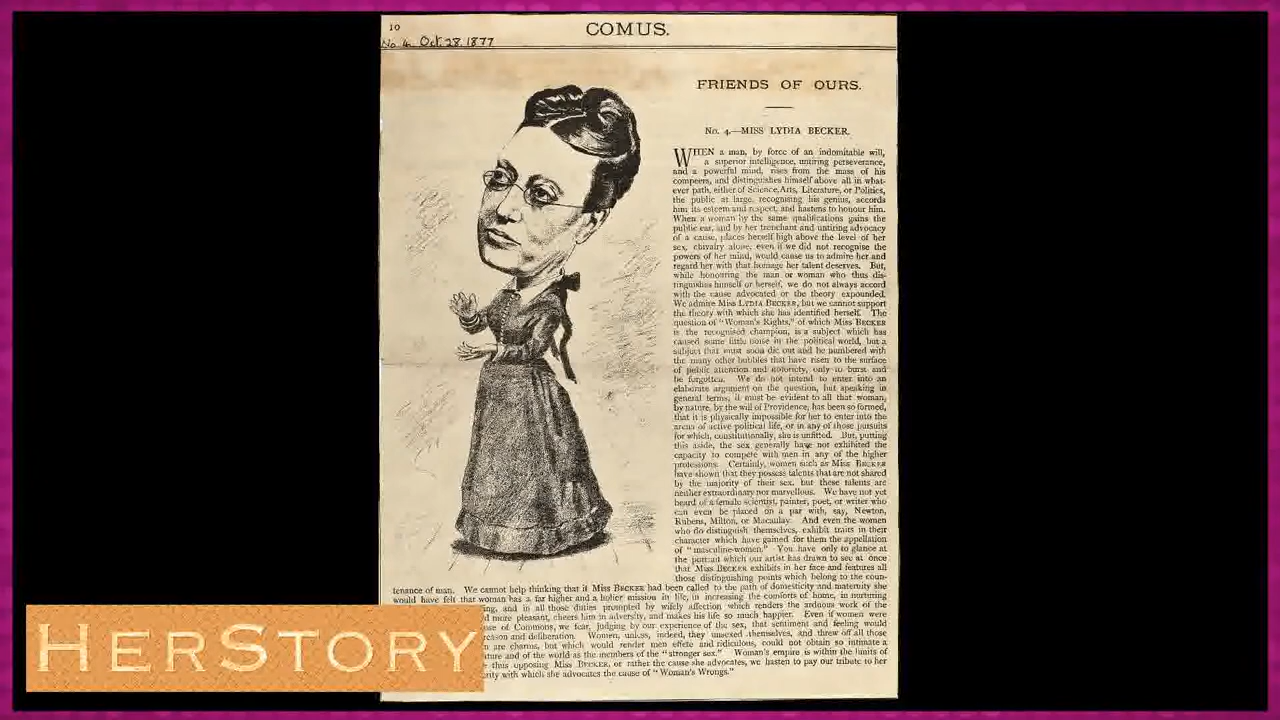 10
COMUS.
No. 4. Oct. 28. 1877
FRIENDS OF OURS.
No. 4.—MISS LYDIA BECKER.
WHEN a man, by force of an indomitable will,
a superior intelligence, untiring perseverance,
and a powerful mind, rises from the mass of his
compeers, and distinguishes himself above all in what-
ever path, either of Science, Arts, Literature, or Politics,
the public at large, recognising his genius, accords
him its esteem and respect, and hastens to honour him.
When a woman by the same qualifications gains the
public ear, and by her trenchant and untiring advocacy
of a cause, places herself high above the level of her
sex, chivalry alone, even if we did not recognise the
powers of her mind, would cause us to admire her and
regard her with that homage her talent deserves. But,
while honouring the man or woman who thus dis-
tinguishes himself or herself, we do not always accord
with the cause advocated or the theory expounded.
We admire Miss LYDIA BECKER, but we cannot support
the theory with which she has identified herself. The
question of "Woman's Rights," of which Miss BECKER
is the recognised champion, is a subject which has
caused some little noise in the political world, but a
subject that must soon die out and be numbered with
the many other bubbles that have risen to the surface
of public attention and notoriety, only to burst and
be forgotten. We do not intend to enter into an
elaborate argument on the question, but speaking in
general terms, it must be evident to all that woman,
by nature, by the will of Providence, has been so formed,
that it is physically impossible for her to enter into the
arena of active political life, or in any of those pursuits
for which, constitutionally, she is unfitted. But, putting
this aside, the sex generally have not exhibited the
capacity to compete with men in any of the higher
professions. Certainly, women such as Miss BECKER
have shown that they possess talents that are not shared
by the majority of their sex, but these talents are
neither extraordinary nor marvellous. We have not yet
heard of a female scientist, painter, poet, or writer who
can even be placed on a par with, say, Newton,
Rubens, Milton, or Macaulay. And even the women
who do distinguish themselves, exhibit traits in their
character which have gained for them the appellation
of "masculine-women." You have only to glance at
the portrait which our artist has drawn to see at once
that Miss BECKER exhibits in her face and features all
those distinguishing points which belong to the coun-
tenance of man. We cannot help thinking that if Miss BECKER had been called to the path of domesticity and maternity she
would have felt that woman has a far higher and a holier mission in life, in increasing the comforts of home, in nurturing
ing, and in all those duties prompted by wifely affection which renders the arduous work of the
more pleasant, cheers him in adversity, and makes his life so much happier. Even if women were
use of Commons, we fear, judging by our experience of the sex, that sentiment and feeling would
reason and deliberation. Women, unless, indeed, they unsexed themselves, and threw off all those
are charms, but which would render men effete and ridiculous, could not obtain so intimate a
ture and of the world as the members of the "stronger sex." Woman's empire is within the limits of
thus opposing Miss BECKER, or rather the cause she advocates, we hasten to pay our tribute to her
rity with which she advocates the cause of "Woman's Wrongs."
HERSTORY